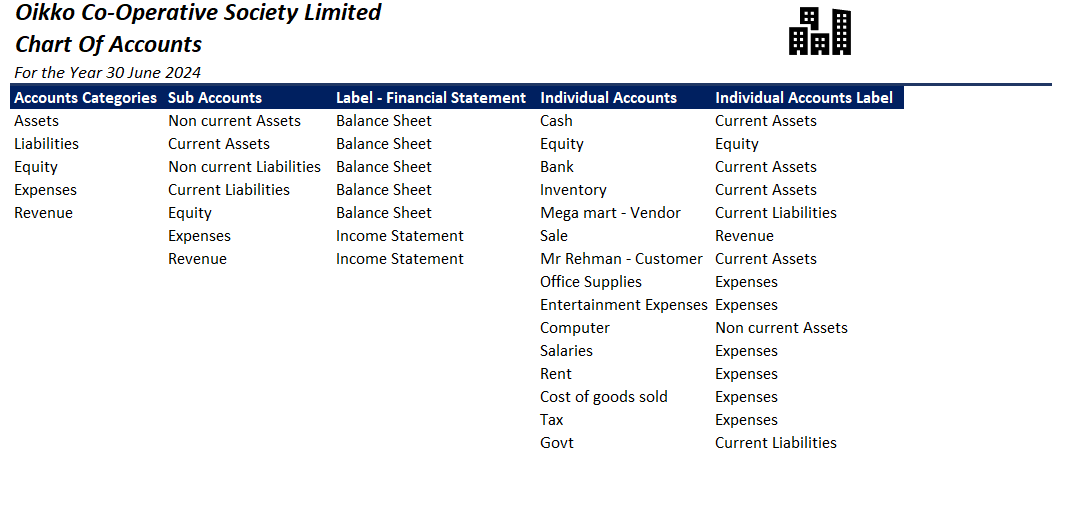 Oikko Co-Operative Society Limited
Chart Of Accounts
For the Year 30 June 2024
Accounts Categories Sub Accounts Label - Financial Statement Individual Accounts Individual Accounts Label
Assets Non current Assets Balance Sheet Cash Current Assets
Liabilities Current Assets Balance Sheet Equity Equity
Equity Non current Liabilities Balance Sheet Bank Current Assets
Expenses Current Liabilities Balance Sheet Inventory Current Assets
Revenue Equity Balance Sheet Mega mart - Vendor Current Liabilities
Expenses Income Statement Sale Revenue
Revenue Income Statement Mr Rehman - Customer Current Assets
Office Supplies Expenses
Entertainment Expenses Expenses
Computer Non current Assets
Salaries Expenses
Rent Expenses
Cost of goods sold Expenses
Tax Expenses
Govt Current Liabilities